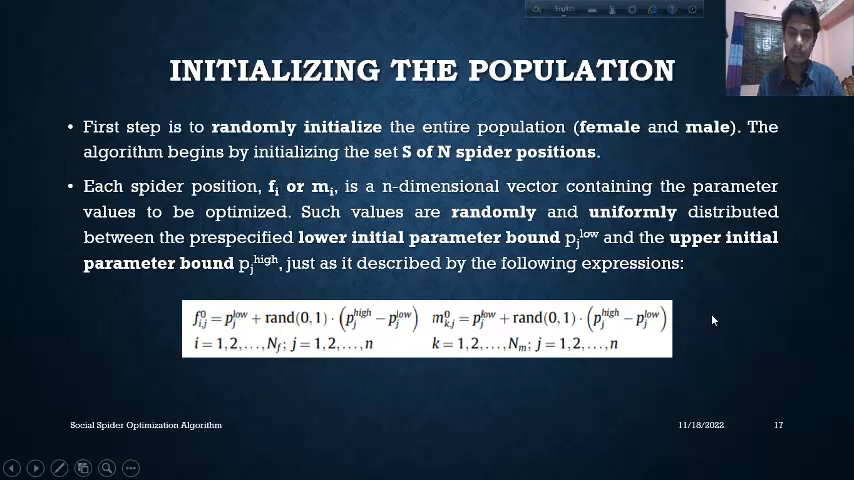 English
INITIALIZING THE POPULATION
• First step is to randomly initialize the entire population (female and male). The
algorithm begins by initializing the set S of N spider positions.
• Each spider position, fᵢ or mᵢ, is a n-dimensional vector containing the parameter
values to be optimized. Such values are randomly and uniformly distributed
between the prespecified lower initial parameter bound pⱼˡᵒʷ and the upper initial
parameter bound pⱼʰⁱᵍʰ, just as it described by the following expressions:
f⁰ᵢ,ⱼ = pⱼˡᵒʷ + rand(0, 1) · (pⱼʰⁱᵍʰ − pⱼˡᵒʷ) m⁰ₖ,ⱼ = pⱼˡᵒʷ + rand(0, 1) · (pⱼʰⁱᵍʰ − pⱼˡᵒʷ)
i = 1, 2, . . . , N_f; j = 1, 2, . . . , n k = 1, 2, . . . , Nₘ; j = 1, 2, . . . , n
Social Spider Optimization Algorithm 11/18/2022 17